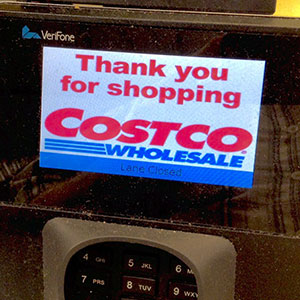 VeriFone
Thank you
for shopping
COSTCO
WHOLESALE
Lane Closed
4 GHI
5 JKL
6
7 PRS
8 TUV
9 WXY